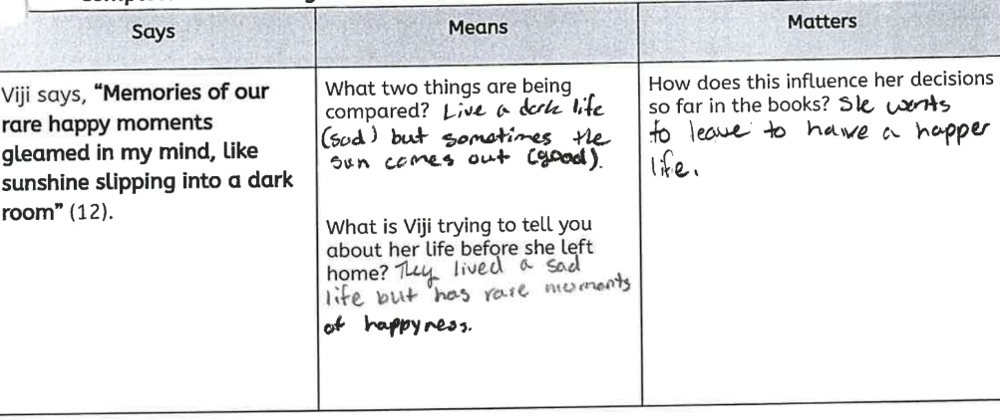 Says
Means
Matters
Viji says, “Memories of our
rare happy moments
gleamed in my mind, like
sunshine slipping into a dark
room” (12).
What two things are being
compared? Live a derk life
(sad) but sometimes the
sun comes out (good).
What is Viji trying to tell you
about her life before she left
home? They lived a sad
life but has rare moments
of happyness.
How does this influence her decisions
so far in the books? She wants
to leave to have a happer
life.